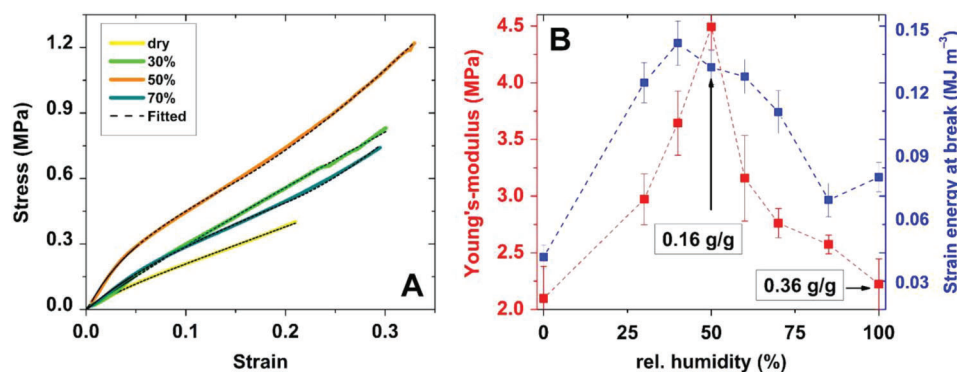 A
Stress (MPa)
1.2
0.9
0.6
0.3
0.0
dry
30%
50%
70%
Fitted
0.0 0.1 0.2 0.3 0.4
Strain
B
Young's-modulus (MPa)
4.5
4.0
3.5
3.0
2.5
2.0
0.16 g/g
0.36 g/g
0 25 50 75 100
rel. humidity (%)
0.15
0.12
0.09
0.06
0.03
Strain energy at break (MJ m⁻³)